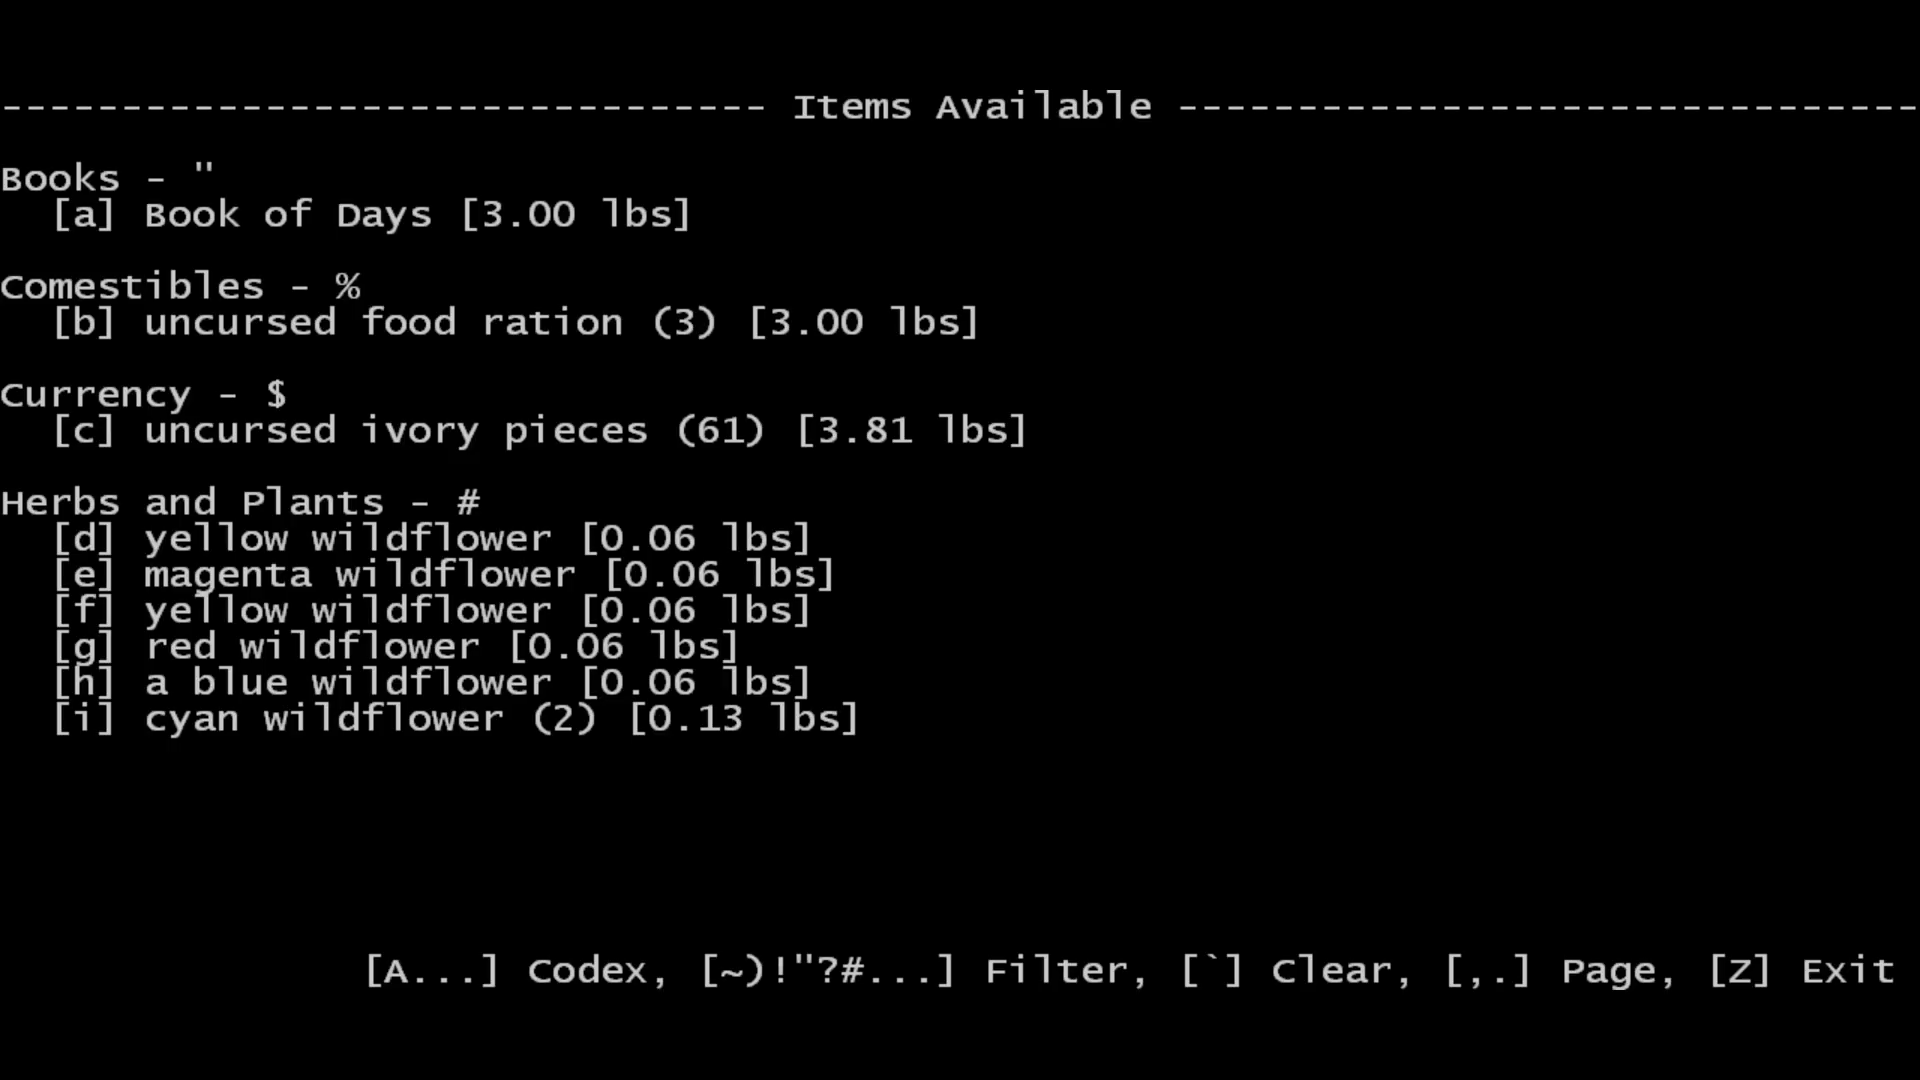 -------------------------------- Items Available -------------------------------
Books - "
[a] Book of Days [3.00 lbs]
Comestibles - %
[b] uncursed food ration (3) [3.00 lbs]
Currency - $
[c] uncursed ivory pieces (61) [3.81 lbs]
Herbs and Plants - #
[d] yellow wildflower [0.06 lbs]
[e] magenta wildflower [0.06 lbs]
[f] yellow wildflower [0.06 lbs]
[g] red wildflower [0.06 lbs]
[h] a blue wildflower [0.06 lbs]
[i] cyan wildflower (2) [0.13 lbs]
[A...] Codex, [~)!"?#...] Filter, [`] Clear, [,.] Page, [Z] Exit